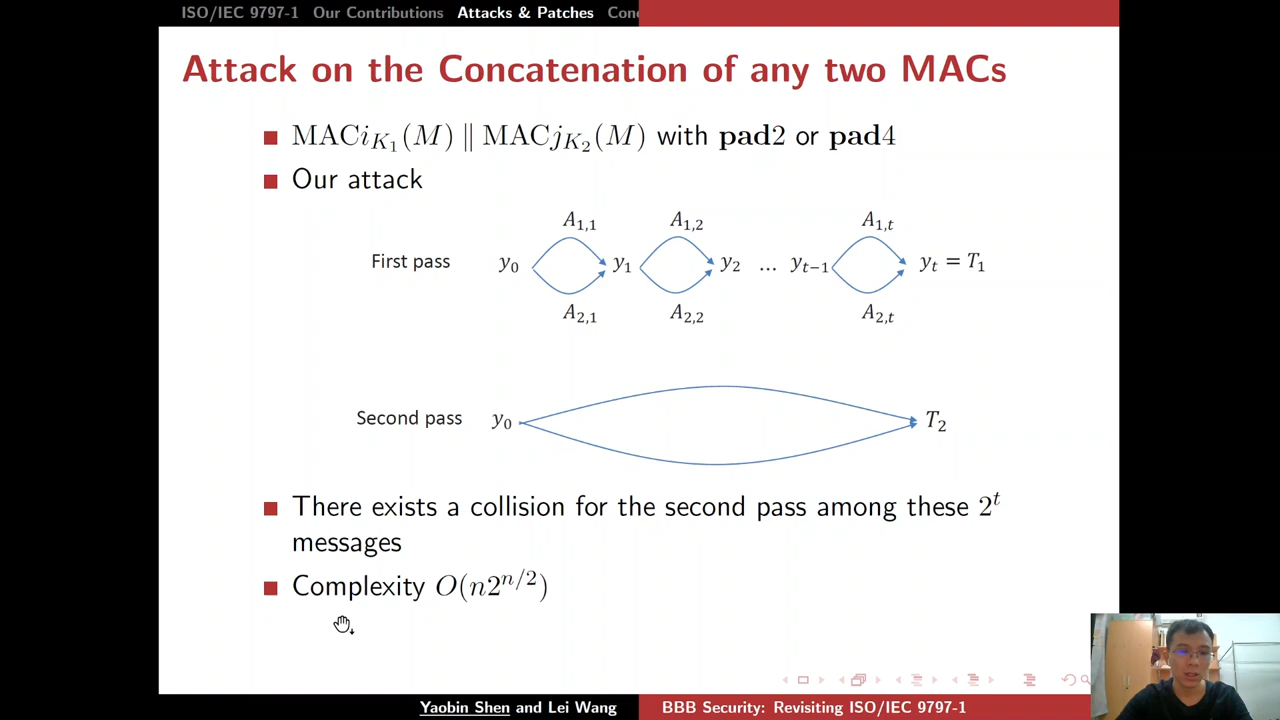 ISO/IEC 9797-1 Our Contributions Attacks & Patches Conc
Attack on the Concatenation of any two MACs
MACi_{K_1}(M) ∥ MACj_{K_2}(M) with pad2 or pad4
Our attack
A_{1,1} A_{1,2} A_{1,t}
First pass y_0 y_1 y_2 ... y_{t−1} y_t = T_1
A_{2,1} A_{2,2} A_{2,t}
Second pass y_0 T_2
There exists a collision for the second pass among these 2^t
messages
Complexity O(n2^{n/2})
Yaobin Shen and Lei Wang BBB Security: Revisiting ISO/IEC 9797-1